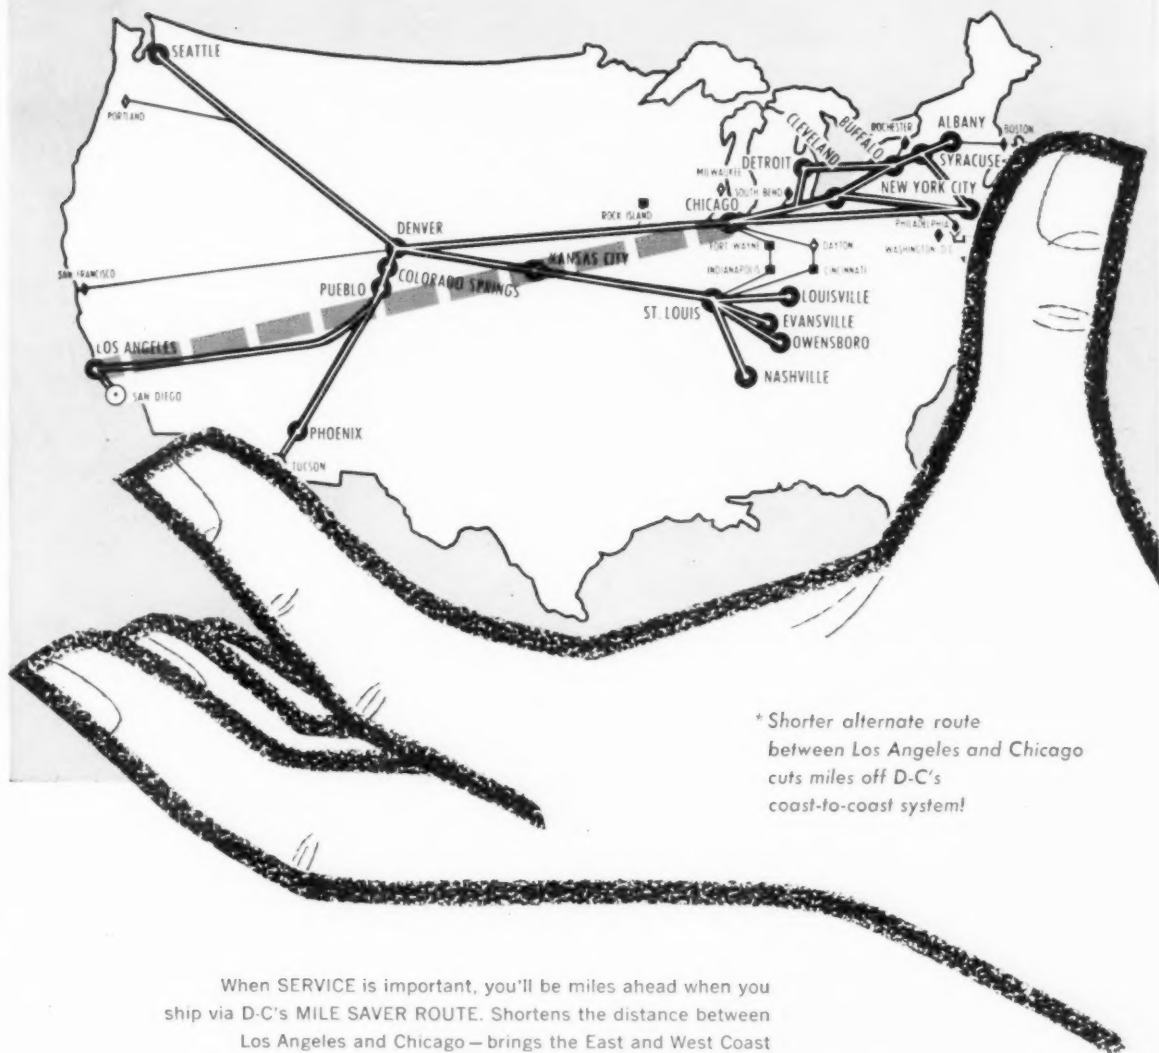 SEATTLE
PORTLAND
ROCHESTER
ALBANY
BOSTON
BUFFALO
CLEVELAND
SYRACUSE
DETROIT
MILWAUKEE
SOUTH BEND
NEW YORK CITY
CHICAGO
ROCK ISLAND
PHILADELPHIA
WASHINGTON D.C.
DENVER
FORT WAYNE
DAYTON
KANSAS CITY
SAN FRANCISCO
COLORADO SPRINGS
INDIANAPOLIS
CINCINNATI
PUEBLO
LOUISVILLE
ST. LOUIS
EVANSVILLE
OWENSBORO
LOS ANGELES
NASHVILLE
SAN DIEGO
PHOENIX
TUCSON
* Shorter alternate route
between Los Angeles and Chicago
cuts miles off D-C's
coast-to-coast system!
When SERVICE is important, you'll be miles ahead when you
ship via D-C's MILE SAVER ROUTE. Shortens the distance between
Los Angeles and Chicago — brings the East and West Coast